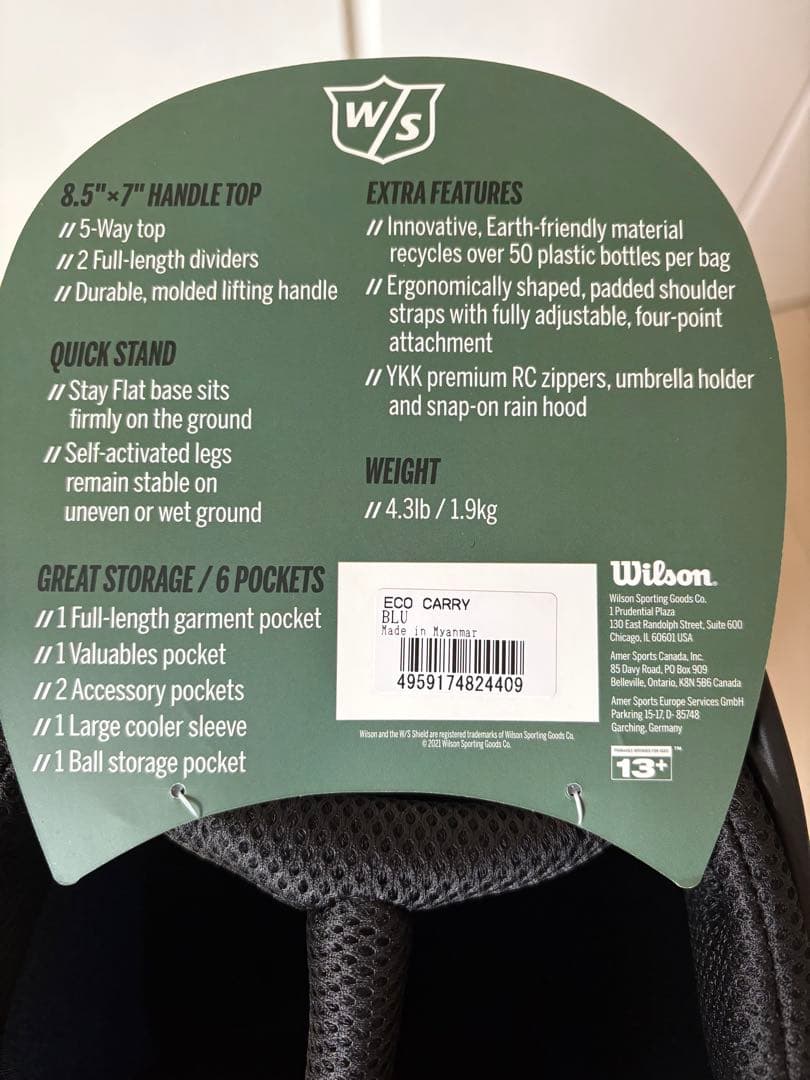 W/S
8.5"×7" HANDLE TOP
// 5-Way top
// 2 Full-length dividers
// Durable, molded lifting handle
QUICK STAND
// Stay Flat base sits
firmly on the ground
// Self-activated legs
remain stable on
uneven or wet ground
GREAT STORAGE / 6 POCKETS
// 1 Full-length garment pocket
// 1 Valuables pocket
// 2 Accessory pockets
// 1 Large cooler sleeve
// 1 Ball storage pocket
EXTRA FEATURES
// Innovative, Earth-friendly material
recycles over 50 plastic bottles per bag
// Ergonomically shaped, padded shoulder
straps with fully adjustable, four-point
attachment
// YKK premium RC zippers, umbrella holder
and snap-on rain hood
WEIGHT
// 4.3lb / 1.9kg
ECO CARRY
BLU
Made in Myanmar
4959174824409
Wilson and the W/S Shield are registered trademarks of Wilson Sporting Goods Co.
© 2021 Wilson Sporting Goods Co.
Wilson.
Wilson Sporting Goods Co.
1 Prudential Plaza
130 East Randolph Street, Suite 600
Chicago, IL 60601 USA
Amer Sports Canada, Inc.
85 Davy Road, PO Box 909
Belleville, Ontario, K8N 5B6 Canada
Amer Sports Europe Services GmbH
Parkring 15-17, D- 85748
Garching, Germany
13+ ™